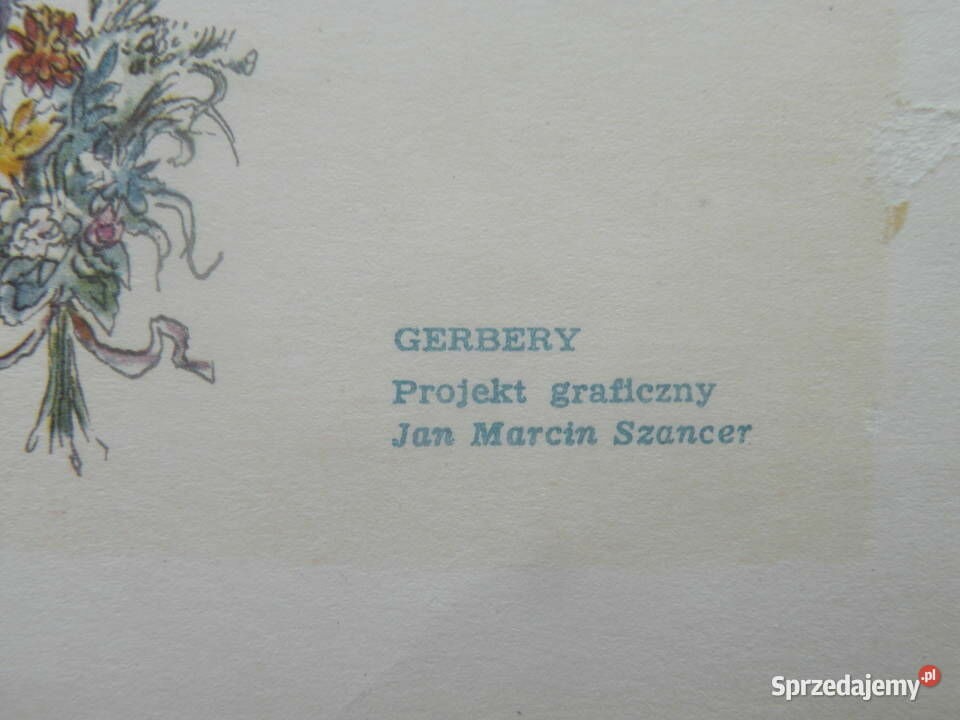 GERBERY
Projekt graficzny
Jan Marcin Szancer
Sprzedajemy.pl